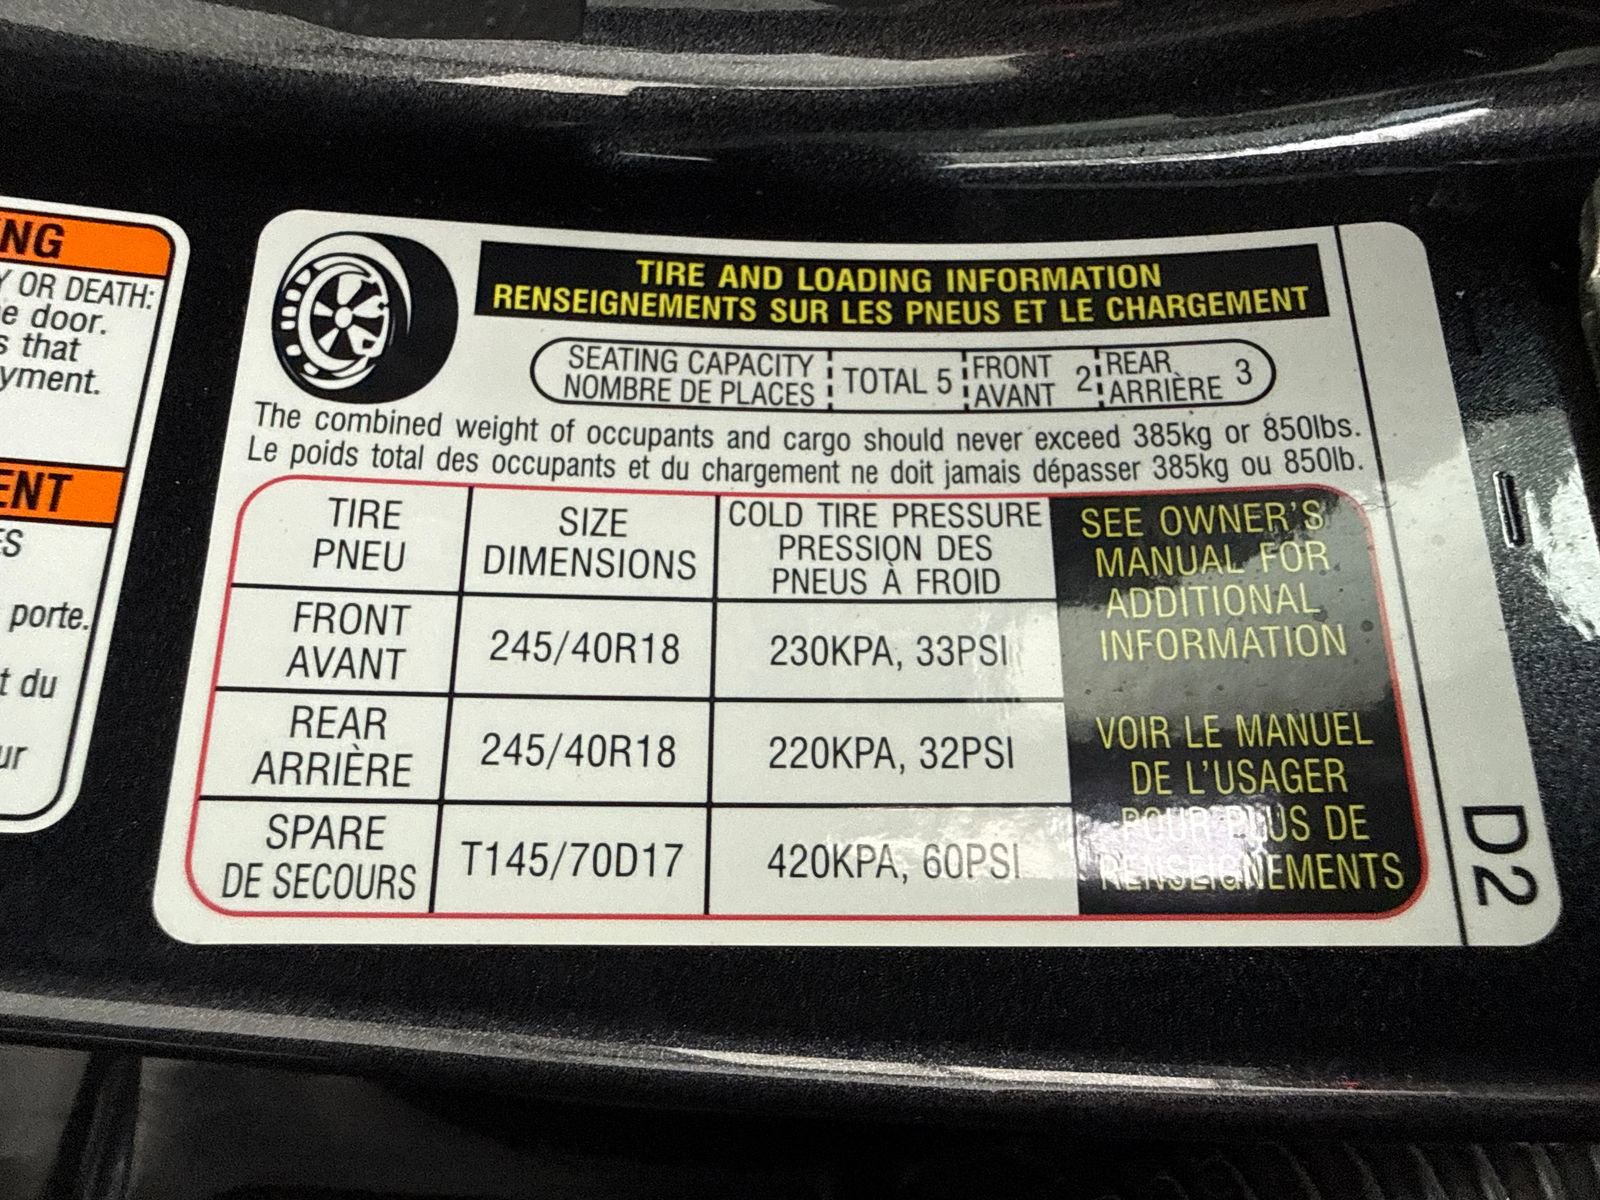 NG
Y OR DEATH:
e door.
s that
yment.
ENT
ES
porte.
t du
ur
TIRE AND LOADING INFORMATION
RENSEIGNEMENTS SUR LES PNEUS ET LE CHARGEMENT
SEATING CAPACITY
NOMBRE DE PLACES
TOTAL 5
FRONT
AVANT
2
REAR
ARRIÈRE
3
The combined weight of occupants and cargo should never exceed 385kg or 850lbs.
Le poids total des occupants et du chargement ne doit jamais dépasser 385kg ou 850lb.
TIRE
PNEU
SIZE
DIMENSIONS
COLD TIRE PRESSURE
PRESSION DES
PNEUS À FROID
FRONT
AVANT
245/40R18
230KPA, 33PSI
REAR
ARRIÈRE
245/40R18
220KPA, 32PSI
SPARE
DE SECOURS
T145/70D17
420KPA, 60PSI
SEE OWNER'S
MANUAL FOR
ADDITIONAL
INFORMATION
VOIR LE MANUEL
DE L'USAGER
POUR PLUS DE
RENSEIGNEMENTS
D2